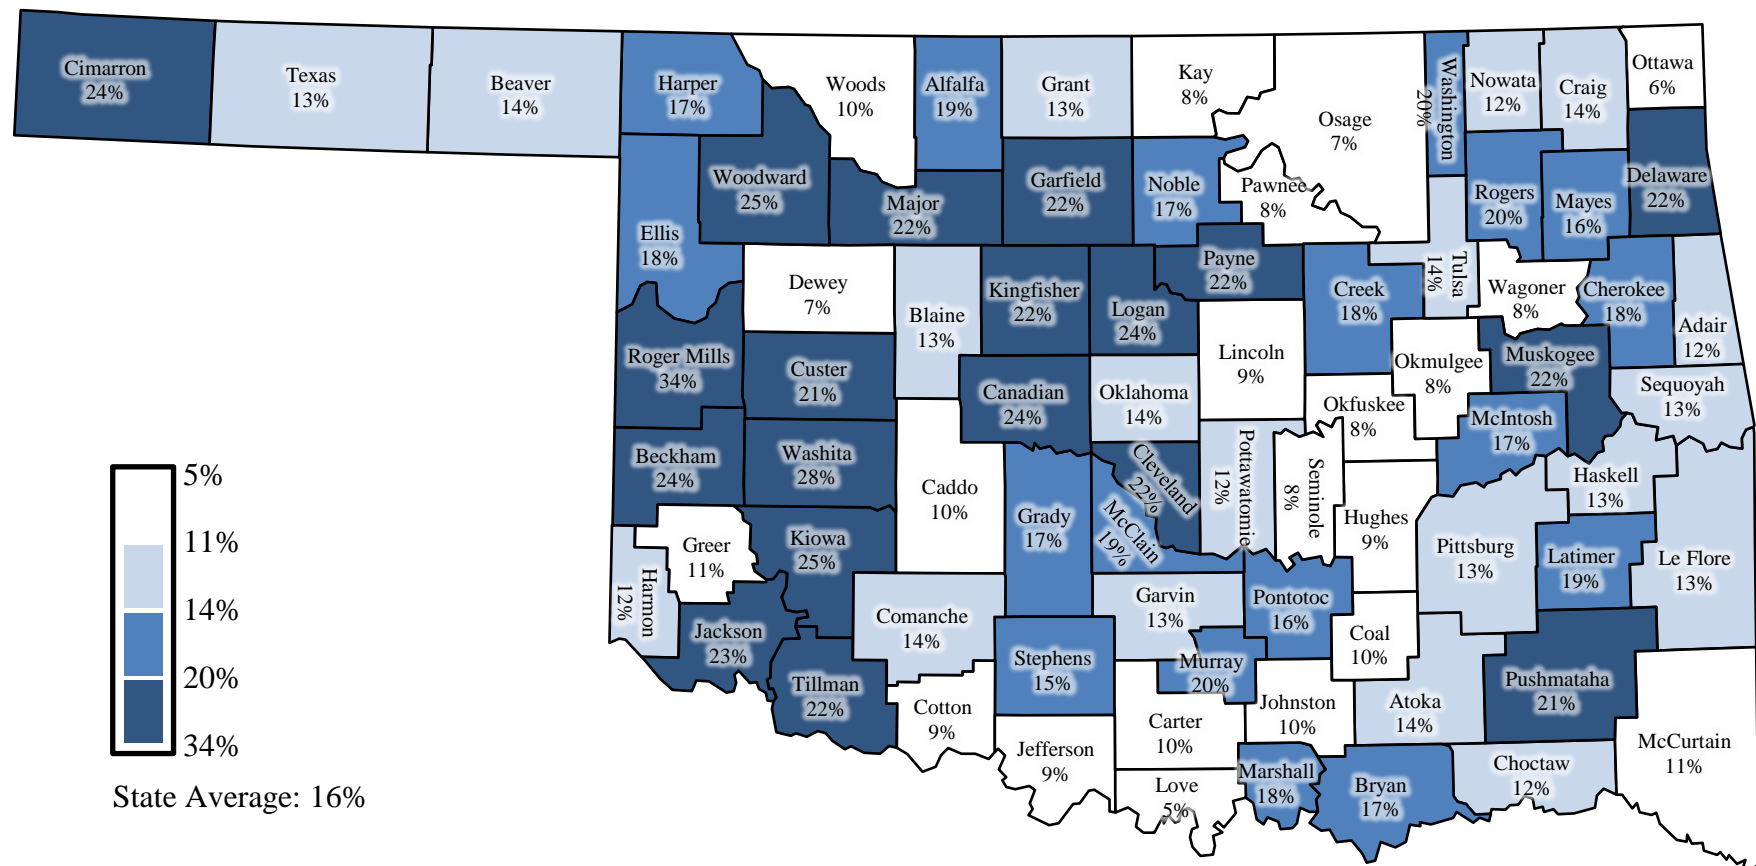 Cimarron
24%
Texas
13%
Beaver
14%
Harper
17%
Woods
10%
Alfalfa
19%
Grant
13%
Kay
8%
Osage
7%
Washington
20%
Nowata
12%
Craig
14%
Ottawa
6%
Woodward
25%
Major
22%
Garfield
22%
Noble
17%
Pawnee
8%
Rogers
20%
Mayes
16%
Delaware
22%
Ellis
18%
Dewey
7%
Blaine
13%
Kingfisher
22%
Logan
24%
Payne
22%
Creek
18%
Tulsa
14%
Wagoner
8%
Cherokee
18%
Adair
12%
Roger Mills
34%
Custer
21%
Canadian
24%
Oklahoma
14%
Lincoln
9%
Okmulgee
8%
Muskogee
22%
Sequoyah
13%
Okfuskee
8%
McIntosh
17%
Beckham
24%
Washita
28%
Caddo
10%
Grady
17%
Cleveland
22%
McClain
19%
Pottawatomie
12%
Seminole
8%
Hughes
9%
Haskell
13%
Pittsburg
13%
Latimer
19%
Le Flore
13%
Greer
11%
Kiowa
25%
Harmon
12%
Jackson
23%
Comanche
14%
Garvin
13%
Pontotoc
16%
Coal
10%
Tillman
22%
Stephens
15%
Murray
20%
Cotton
9%
Carter
10%
Johnston
10%
Atoka
14%
Pushmataha
21%
McCurtain
11%
Jefferson
9%
Love
5%
Marshall
18%
Bryan
17%
Choctaw
12%
5%
11%
14%
20%
34%
State Average: 16%